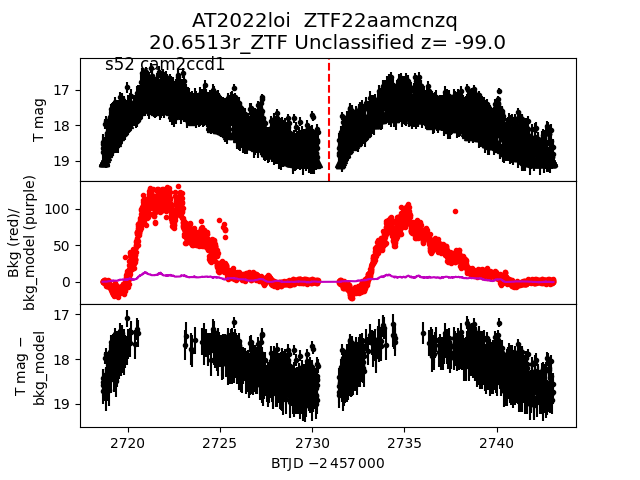 AT2022loi ZTF22aamcnzq
20.6513r_ZTF Unclassified z= -99.0
s52 cam2ccd1
T mag
17
18
19
Bkg (red)/
bkg_model (purple)
100
50
0
T mag −
bkg_model
17
18
19
2720 2725 2730 2735 2740
BTJD −2 457 000